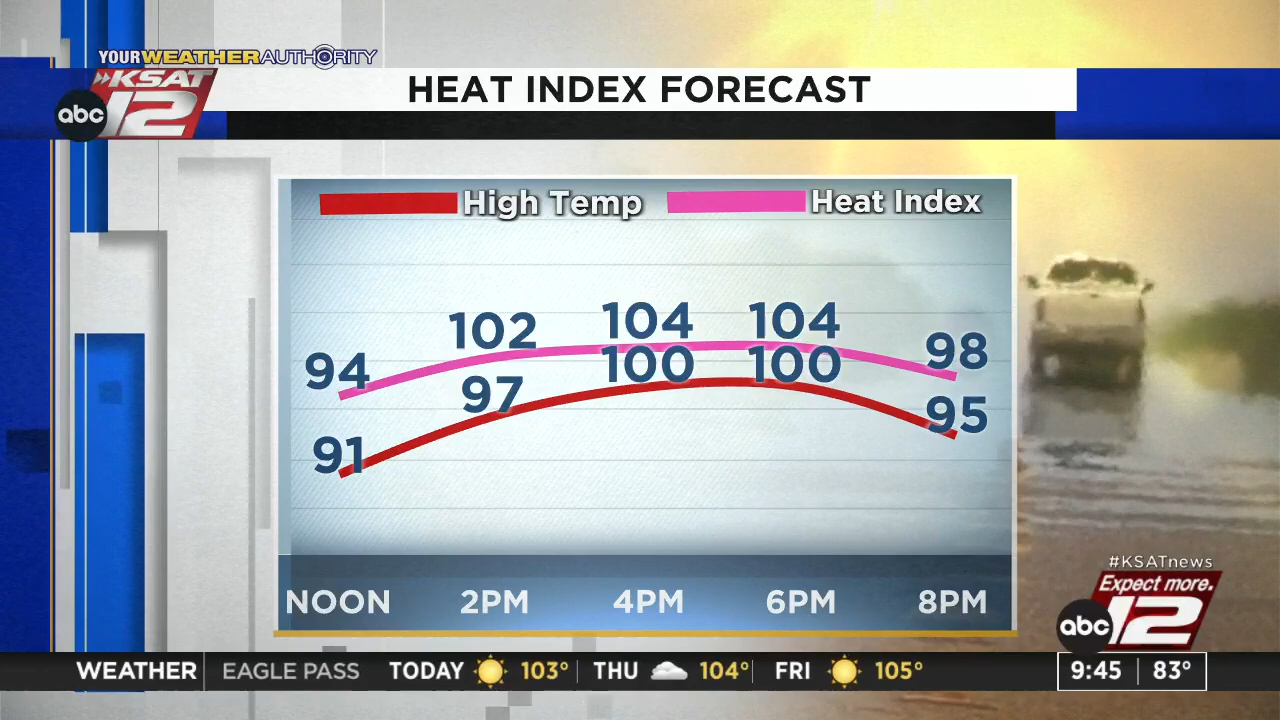 YOURWEATHERAUTHORITY
KSAT
abc 12
HEAT INDEX FORECAST
High Temp Heat Index
94 102 104 104 98
91 97 100 100 95
NOON 2PM 4PM 6PM 8PM
#KSATnews
Expect more.
abc 12
WEATHER EAGLE PASS TODAY 103° THU 104° FRI 105° 9:45 83°